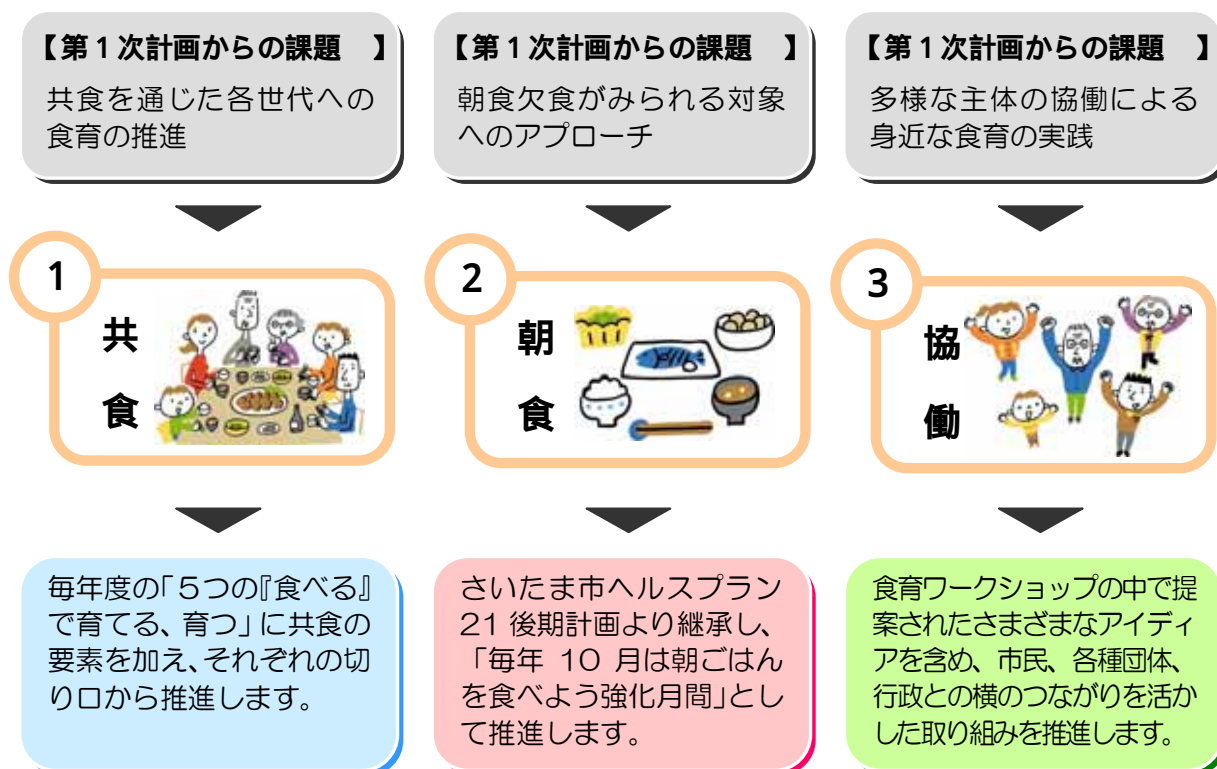 【第１次計画からの課題　】
共食を通じた各世代への
食育の推進
【第１次計画からの課題　】
朝食欠食がみられる対象
へのアプローチ
【第１次計画からの課題　】
多様な主体の協働による
身近な食育の実践
1
共
食
2
朝
食
3
協
働
毎年度の「５つの『食べる』
で育てる、育つ」に共食の
要素を加え、それぞれの切
り口から推進します。
さいたま市ヘルスプラン
21 後期計画より継承し、
「毎年 10 月は朝ごはん
を食べよう強化月間」とし
て推進します。
食育ワークショップの中で提
案されたさまざまなアイディ
アを含め、市民、各種団体、
行政との横のつながりを活か
した取り組みを推進します。